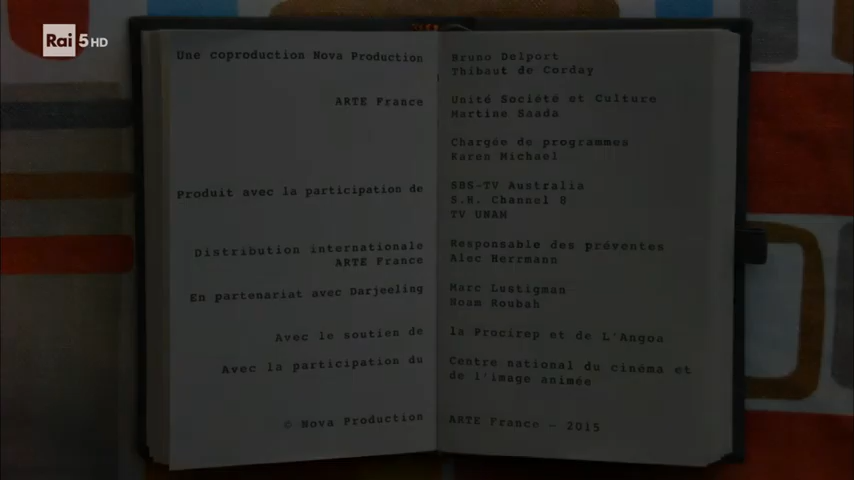 Rai 5 HD
Une coproduction Nova Production
Bruno Delport
Thibaut de Corday
ARTE France
Unité Société et Culture
Martine Saada
Chargée de programmes
Karen Michael
Produit avec la participation de
SBS-TV Australia
S.H. Channel 8
TV UNAM
Distribution internationale
ARTE France
Responsable des préventes
Alec Herrmann
En partenariat avec Darjeeling
Marc Lustigman
Noam Roubah
Avec le soutien de
la Procirep et de L'Angoa
Avec la participation du
Centre national du cinéma et
de l'image animée
© Nova Production
ARTE France - 2015